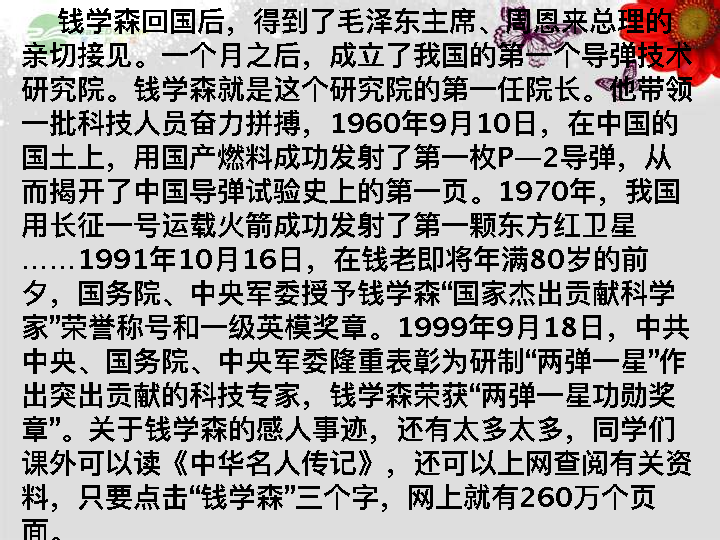 钱学森回国后，得到了毛泽东主席、周恩来总理的
亲切接见。一个月之后，成立了我国的第一个导弹技术
研究院。钱学森就是这个研究院的第一任院长。他带领
一批科技人员奋力拼搏，1960年9月10日，在中国的
国土上，用国产燃料成功发射了第一枚P—2导弹，从
而揭开了中国导弹试验史上的第一页。1970年，我国
用长征一号运载火箭成功发射了第一颗东方红卫星
……1991年10月16日，在钱老即将年满80岁的前
夕，国务院、中央军委授予钱学森“国家杰出贡献科学
家”荣誉称号和一级英模奖章。1999年9月18日，中共
中央、国务院、中央军委隆重表彰为研制“两弹一星”作
出突出贡献的科技专家，钱学森荣获“两弹一星功勋奖
章”。关于钱学森的感人事迹，还有太多太多，同学们
课外可以读《中华名人传记》，还可以上网查阅有关资
料，只要点击“钱学森”三个字，网上就有260万个页
面。